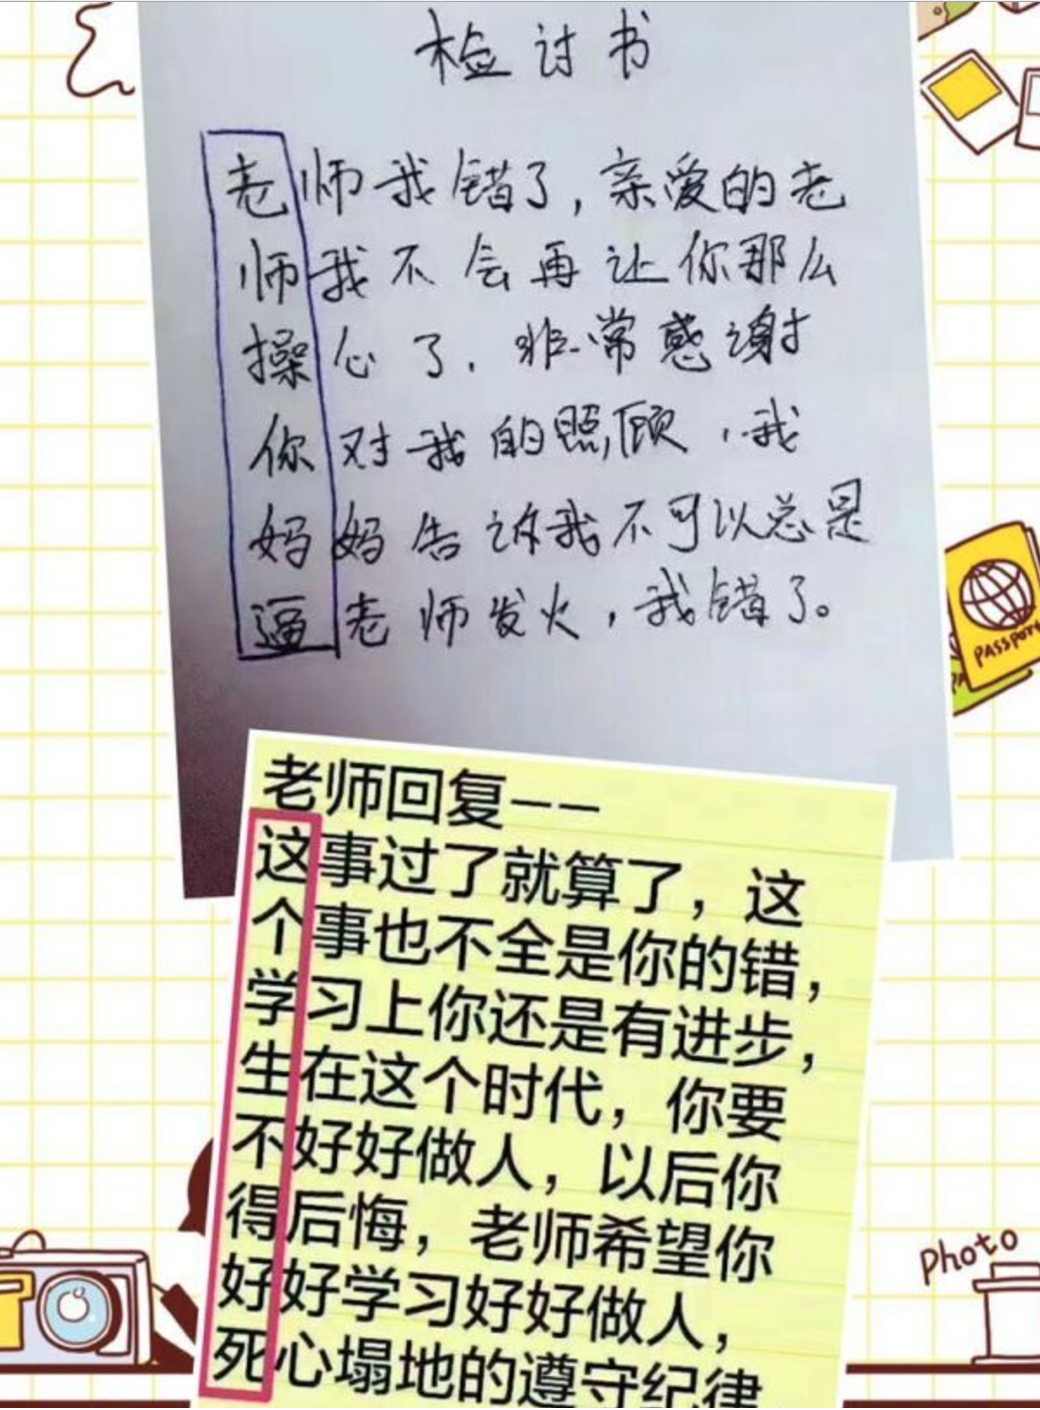 检讨书
老师我错了，亲爱的老
师我不会再让你那么
操心了．非常感谢
你对我的照顾，我
妈妈告诉我不可以总是
逼老师发火，我错了。
老师回复——
这事过了就算了，这
个事也不全是你的错，
学习上你还是有进步，
生在这个时代，你要
不好好做人，以后你
得后悔，老师希望你
好好学习好好做人，
死心塌地的遵守纪律
PASSPORT
Photo